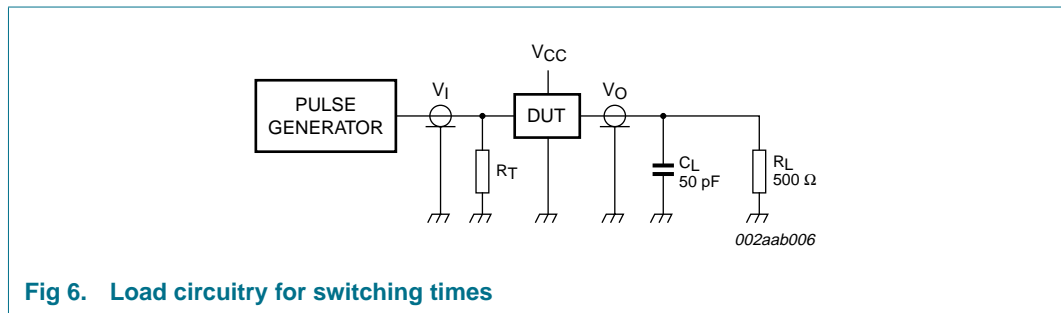 VCC
PULSE
GENERATOR
VI
DUT
VO
RT
CL
50 pF
RL
500 Ω
002aab006
Fig 6. Load circuitry for switching times